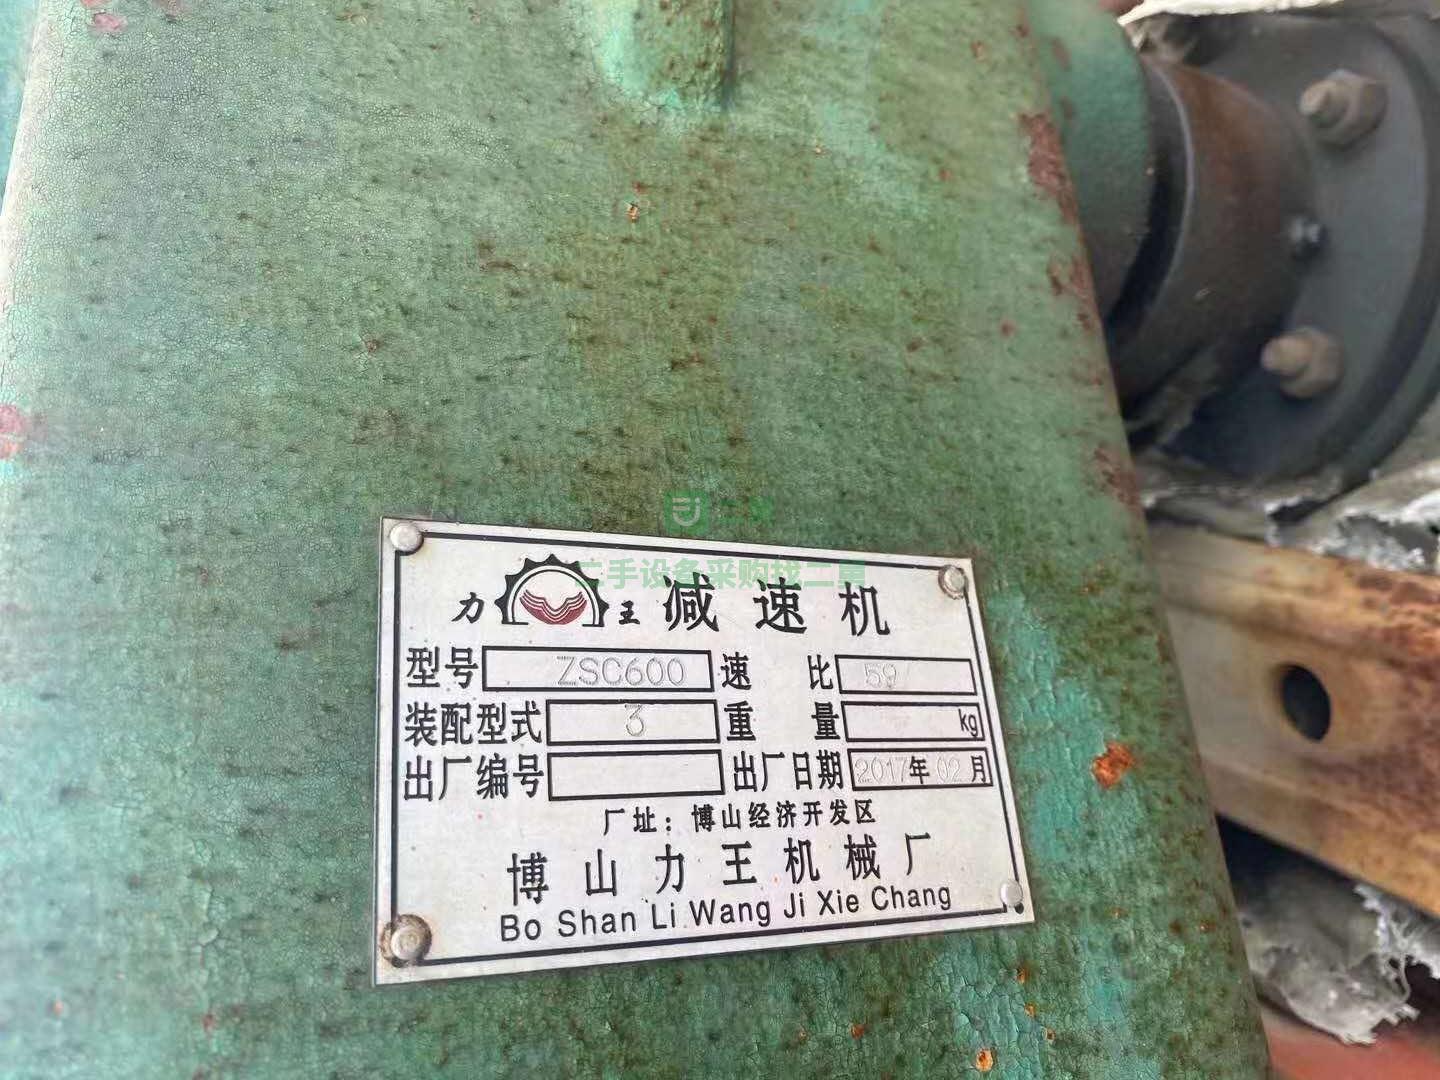 二手设备采购找二量
力 王 减速机
型号 ZSC600 速比 59
装配型式 3 重量 kg
出厂编号 出厂日期 2017年02月
厂址：博山经济开发区
博山力王机械厂
Bo Shan Li Wang Ji Xie Chang